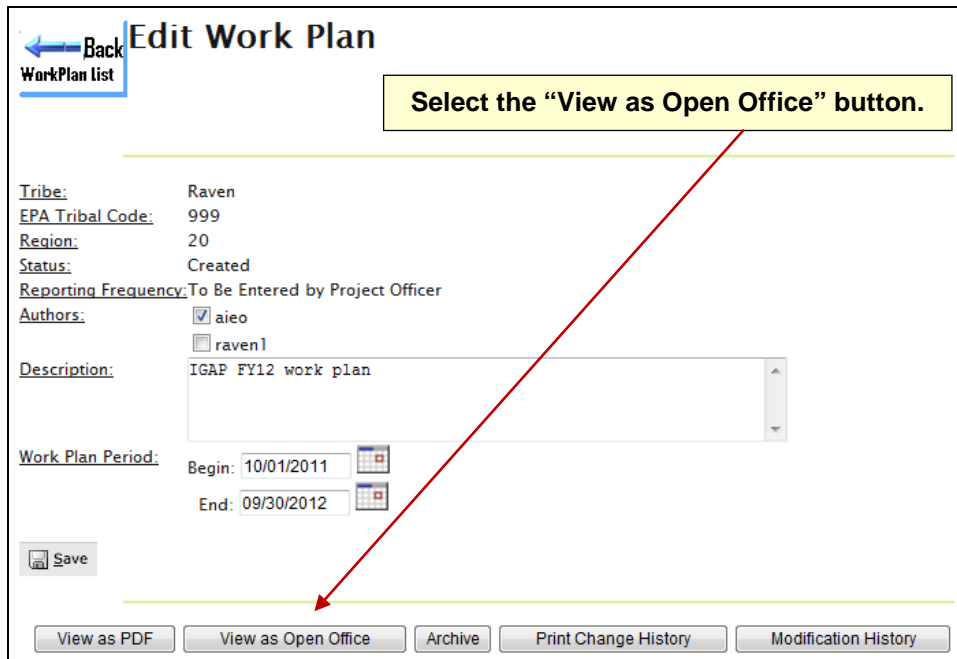 Back
WorkPlan List
Edit Work Plan
Select the “View as Open Office” button.
Tribe: Raven
EPA Tribal Code: 999
Region: 20
Status: Created
Reporting Frequency: To Be Entered by Project Officer
Authors: aieo
raven1
Description: IGAP FY12 work plan
Work Plan Period: Begin: 10/01/2011
End: 09/30/2012
Save
View as PDF View as Open Office Archive Print Change History Modification History